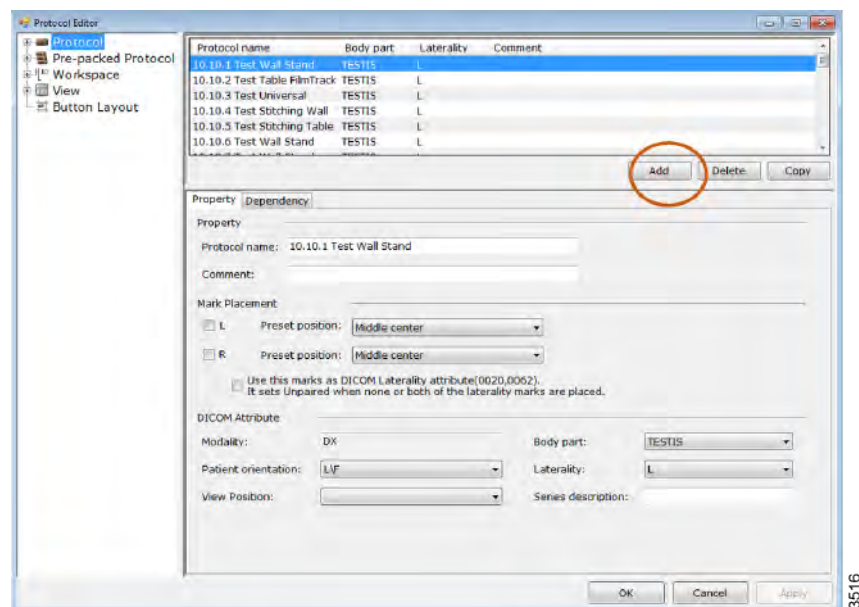 Protocol Editor
Protocol
Pre-packed Protocol
Workspace
View
Button Layout
Protocol name Body part Laterality Comment
10.10.1 Test Wall Stand TESTIS L
10.10.2 Test Table FilmTrack TESTIS L
10.10.3 Test Universal TESTIS L
10.10.4 Test Stitching Wall TESTIS L
10.10.5 Test Stitching Table TESTIS L
10.10.6 Test Wall Stand TESTIS L
Add Delete Copy
Property Dependency
Property
Protocol name: 10.10.1 Test Wall Stand
Comment:
Mark Placement
L Preset position: Middle center
R Preset position: Middle center
Use this marks as DICOM Laterality attribute(0020,0062).
It sets Unpaired when none or both of the laterality marks are placed.
DICOM Attribute
Modality: DX Body part: TESTIS
Patient orientation: L\F Laterality: L
View Position: Series description:
OK Cancel Apply